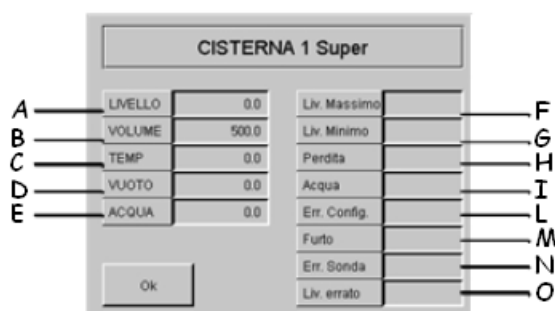 CISTERNA 1 Super
A LIVELLO 0.0 Liv. Massimo F
B VOLUME 500.0 Liv. Minimo G
C TEMP 0.0 Perdita H
D VUOTO 0.0 Acqua I
E ACQUA 0.0 Err. Config. L
Furto M
Err. Sonda N
Ok Liv. errato O